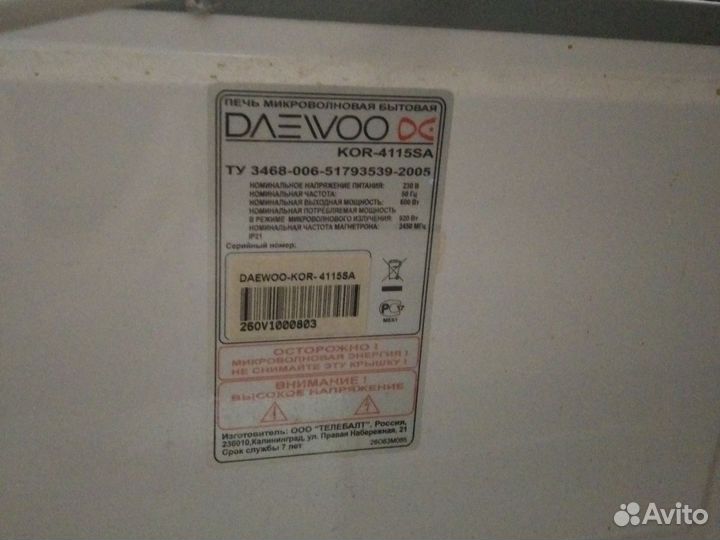 ПЕЧЬ МИКРОВОЛНОВАЯ БЫТОВАЯ
DAEWOO
KOR-4115SA
ТУ 3468-006-51793539-2005
НОМИНАЛЬНОЕ НАПРЯЖЕНИЕ ПИТАНИЯ: 230 В
НОМИНАЛЬНАЯ ЧАСТОТА: 50 Гц
НОМИНАЛЬНАЯ ВЫХОДНАЯ МОЩНОСТЬ: 600 Вт
НОМИНАЛЬНАЯ ПОТРЕБЛЯЕМАЯ МОЩНОСТЬ
В РЕЖИМЕ МИКРОВОЛНОВОГО ИЗЛУЧЕНИЯ: 920 Вт
НОМИНАЛЬНАЯ ЧАСТОТА МАГНЕТРОНА: 2450 МГц
IP21
Серийный номер:
DAEWOO-KOR- 4115SA
260V1000803
МЕ61
ОСТОРОЖНО !
МИКРОВОЛНОВАЯ ЭНЕРГИЯ !
НЕ СНИМАЙТЕ ЭТУ КРЫШКУ !
ВНИМАНИЕ !
ВЫСОКОЕ НАПРЯЖЕНИЕ
Изготовитель: ООО "ТЕЛЕБАЛТ", Россия,
236010,Калининград, ул. Правая Набережная, 21
Срок службы 7 лет
26063M085
Avito